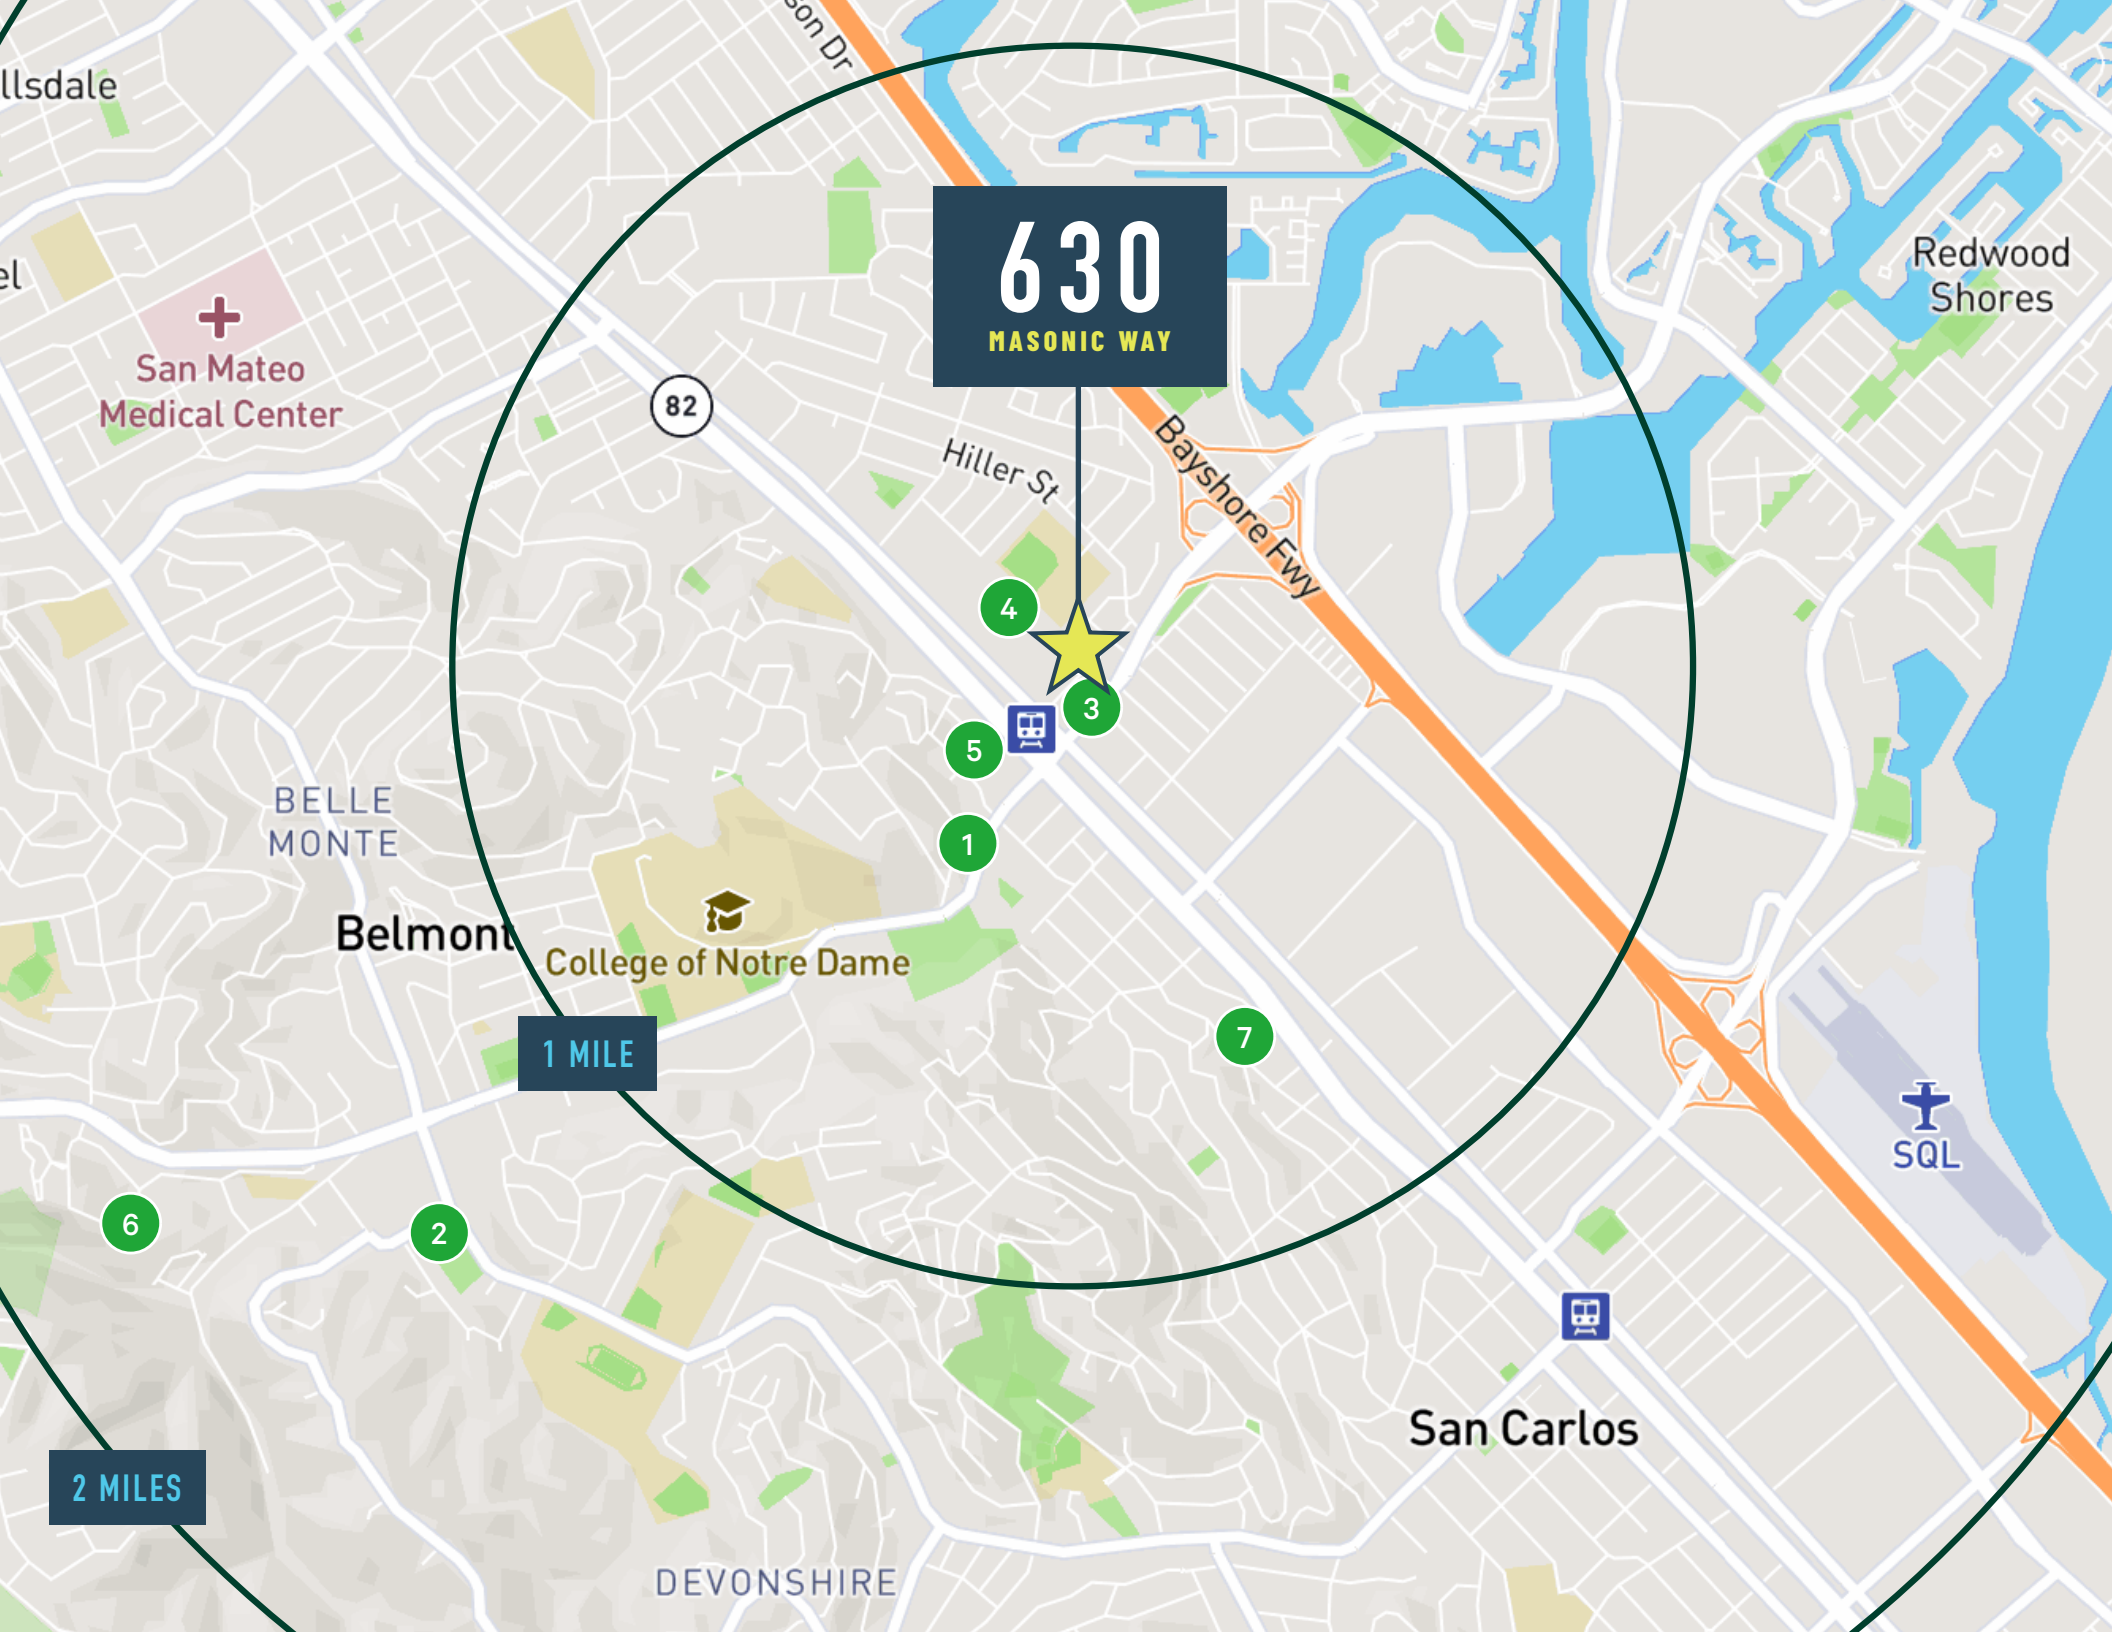 son Dr
llsdale
630
MASONIC WAY
Redwood
Shores
el
San Mateo
Medical Center
82
Hiller St
Bayshore Fwy
4
3
5
1
BELLE
MONTE
Belmont
College of Notre Dame
1 MILE
7
SQL
6
2
San Carlos
2 MILES
DEVONSHIRE